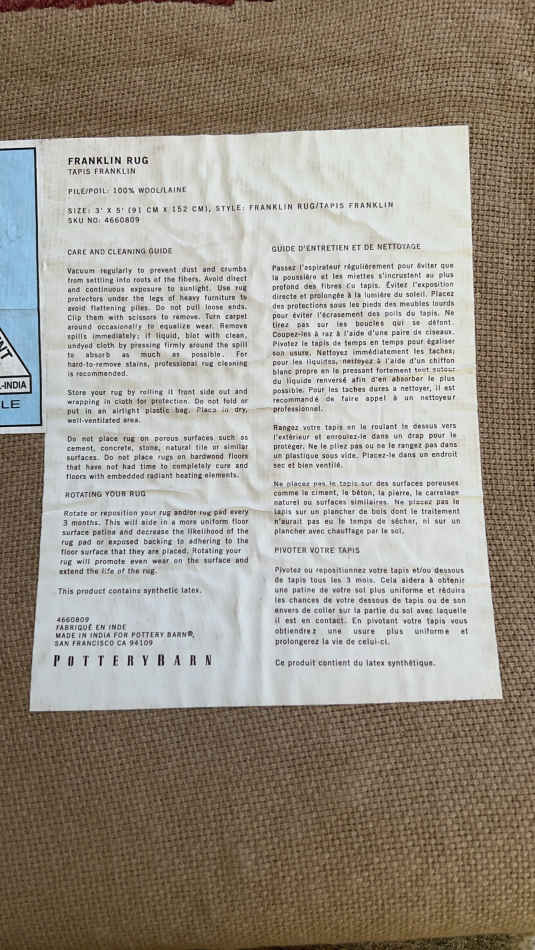 FRANKLIN RUG
TAPIS FRANKLIN
PILE/POIL: 100% WOOL/LAINE
SIZE: 3' X 5' (91 CM X 152 CM), STYLE: FRANKLIN RUG/TAPIS FRANKLIN
SKU NO: 4660809
CARE AND CLEANING GUIDE
Vacuum regularly to prevent dust and crumbs
from settling into roots of the fibers. Avoid direct
and continuous exposure to sunlight. Use rug
protectors under the legs of heavy furniture to
avoid flattening piles. Do not pull loose ends.
Clip them with scissors to remove. Turn carpet
around occasionally to equalize wear. Remove
spills immediately; if liquid, blot with clean,
undyed cloth by pressing firmly around the spill
to absorb as much as possible. For
hard-to-remove stains, professional rug cleaning
is recommended.
Store your rug by rolling it front side out and
wrapping in cloth for protection. Do not fold or
put in an airtight plastic bag. Place in dry,
well-ventilated area.
Do not place rug on porous surfaces such as
cement, concrete, stone, natural tile or similar
surfaces. Do not place rugs on hardwood floors
that have not had time to completely cure and
floors with embedded radiant heating elements.
ROTATING YOUR RUG
Rotate or reposition your rug and/or rug pad every
3 months. This will aide in a more uniform floor
surface patina and decrease the likelihood of the
rug pad or exposed backing to adhering to the
floor surface that they are placed. Rotating your
rug will promote even wear on the surface and
extend the life of the rug.
This product contains synthetic latex.
4660809
FABRIQUÉ EN INDE
MADE IN INDIA FOR POTTERY BARN®,
SAN FRANCISCO CA 94109
POTTERYBARN
GUIDE D'ENTRETIEN ET DE NETTOYAGE
Passez l'aspirateur régulièrement pour éviter que
la poussière et les miettes s'incrustent au plus
profond des fibres du tapis. Évitez l'exposition
directe et prolongée à la lumière du soleil. Placez
des protections sous les pieds des meubles lourds
pour éviter l'écrasement des poils du tapis. Ne
tirez pas sur les boucles qui se défont.
Coupez-les à raz à l'aide d'une paire de ciseaux.
Pivotez le tapis de temps en temps pour égaliser
son usure. Nettoyez immédiatement les taches;
pour les liquides, nettoyez à l'aide d'un chiffon
blanc propre en le pressant fortement tout autour
du liquide renversé afin d'en absorber le plus
possible. Pour les taches dures à nettoyer, il est
recommandé de faire appel à un nettoyeur
professionnel.
Rangez votre tapis en le roulant le dessus vers
l'extérieur et enroulez-le dans un drap pour le
protéger. Ne le pliez pas ou ne le rangez pas dans
un plastique sous vide. Placez-le dans un endroit
sec et bien ventilé.
Ne placez pas le tapis sur des surfaces poreuses
comme le ciment, le béton, la pierre, le carrelage
naturel ou surfaces similaires. Ne placez pas le
tapis sur un plancher de bois dont le traitement
n'aurait pas eu le temps de sécher, ni sur un
plancher avec chauffage par le sol.
PIVOTER VOTRE TAPIS
Pivotez ou repositionnez votre tapis et/ou dessous
de tapis tous les 3 mois. Cela aidera à obtenir
une patine de votre sol plus uniforme et réduira
les chances de votre dessous de tapis ou de son
envers de coller sur la partie du sol avec laquelle
il est en contact. En pivotant votre tapis vous
obtiendrez une usure plus uniforme et
prolongerez la vie de celui-ci.
Ce produit contient du latex synthétique.
-INDIA